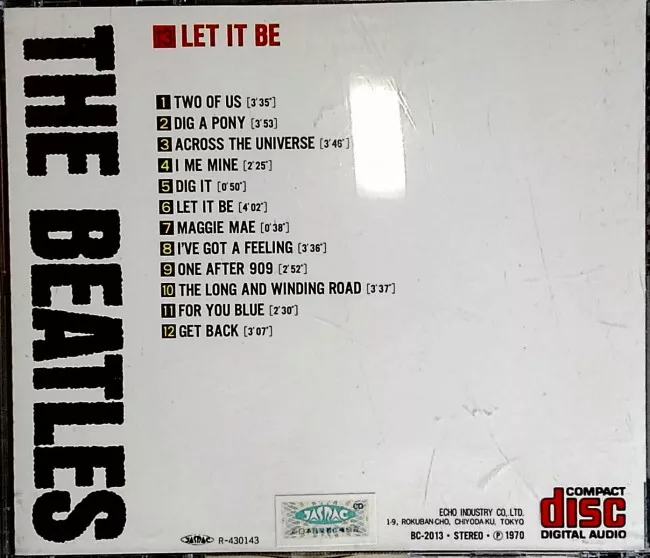 THE BEATLES
13 LET IT BE
1 TWO OF US [3'35"]
2 DIG A PONY [3'53]
3 ACROSS THE UNIVERSE [3'46"]
4 I ME MINE [2'25"]
5 DIG IT [0'50"]
6 LET IT BE [4'02"]
7 MAGGIE MAE [0'38"]
8 I'VE GOT A FEELING [3'36"]
9 ONE AFTER 909 [2'52"]
10 THE LONG AND WINDING ROAD [3'37"]
11 FOR YOU BLUE [2'30"]
12 GET BACK [3'07"]
JASRAC R-430143
JASRAC CD
ECHO INDUSTRY CO., LTD.
1-9, ROKUBAN-CHO, CHIYODA-KU, TOKYO
BC-2013 • STEREO • ℗ 1970
COMPACT
disc
DIGITAL AUDIO